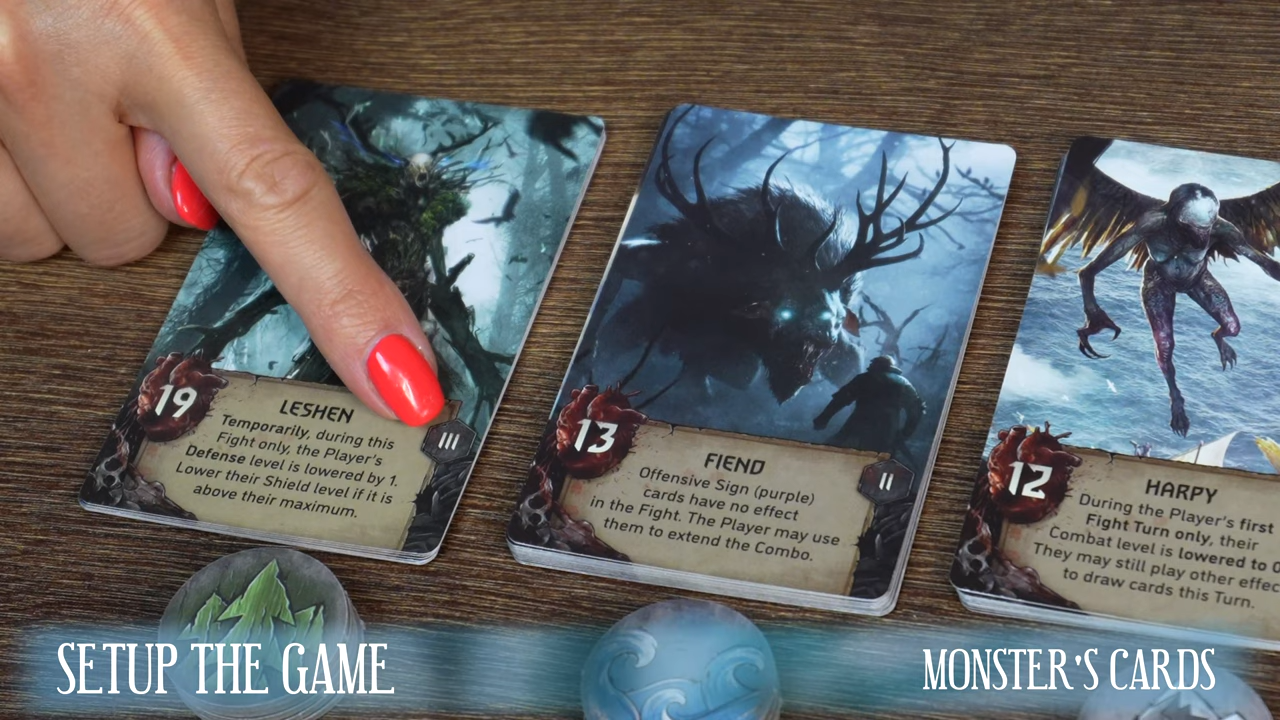 19
LESHEN
III
Temporarily, during this
Fight only, the Player's
Defense level is lowered by 1.
Lower their Shield level if it is
above their maximum.
13
FIEND
II
Offensive Sign (purple)
cards have no effect
in the Fight. The Player may use
them to extend the Combo.
12
HARPY
During the Player's first
Fight Turn only, their
Combat level is lowered to 0
They may still play other
to draw cards this Turn.
SETUP THE GAME
MONSTER'S CARDS